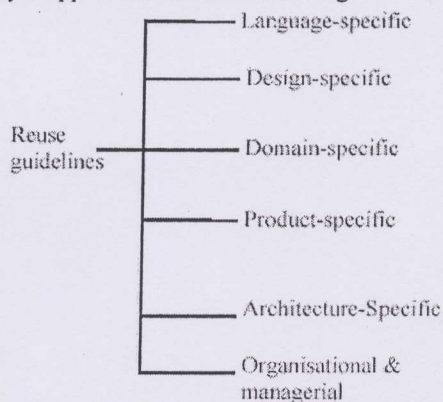 Language-specific
Design-specific
Reuse
guidelines
Domain-specific
Product-specific
Architecture-Specific
Organisational &
managerial